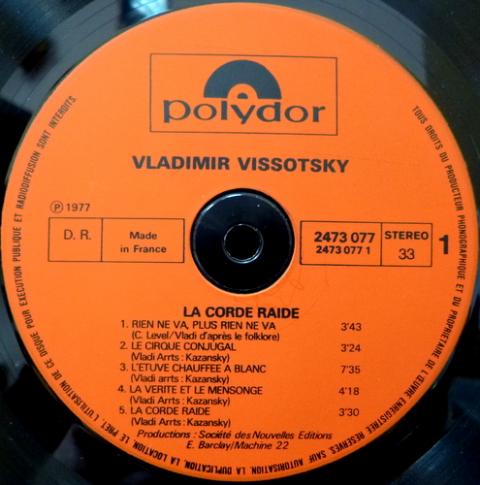 polydor
VLADIMIR VISSOTSKY
℗ 1977
D. R.
Made
in France
2473 077
2473 077 1
STEREO
33
1
LA CORDE RAIDE
1. RIEN NE VA, PLUS RIEN NE VA 3'43
(C. Level/Vladi d'après le folklore)
2. LE CIRQUE CONJUGAL 3'24
(Vladi Arrts : Kazansky)
3. L'ETUVE CHAUFFEE A BLANC 7'35
(Vladi arrts : Kazansky)
4. LA VERITE ET LE MENSONGE 4'18
(Vladi Arrts : Kazansky)
5. LA CORDE RAIDE 3'30
(Vladi Arrts : Kazansky)
Productions : Société des Nouvelles Editions
E. Barclay/Machine 22
TOUS DROITS DU PRODUCTEUR PHONOGRAPHIQUE ET DU PROPRIETAIRE DE L'ŒUVRE ENREGISTREE RESERVES. SAUF AUTORISATION, LA DUPLICATION, LA LOCATION, LE PRET, L'UTILISATION DE CE DISQUE POUR EXECUTION PUBLIQUE ET RADIODIFFUSION SONT INTERDITS.